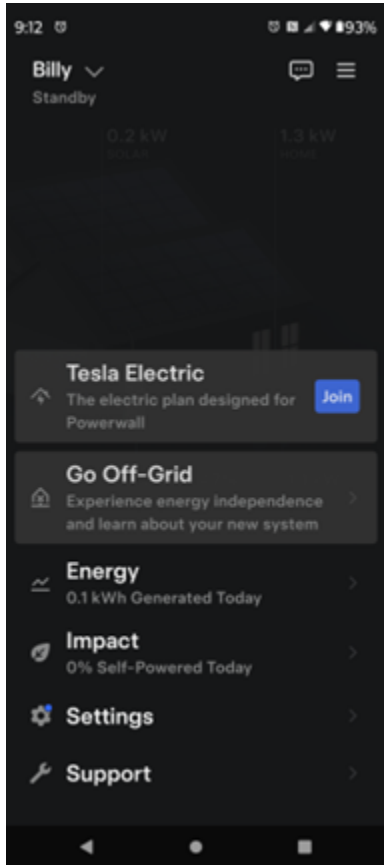 9:12 93%
Billy
Standby
0.2 kW 1.3 kW
SOLAR HOME
Tesla Electric
The electric plan designed for
Powerwall
Join
Go Off-Grid
Experience energy independence
and learn about your new system
Energy
0.1 kWh Generated Today
Impact
0% Self-Powered Today
Settings
Support